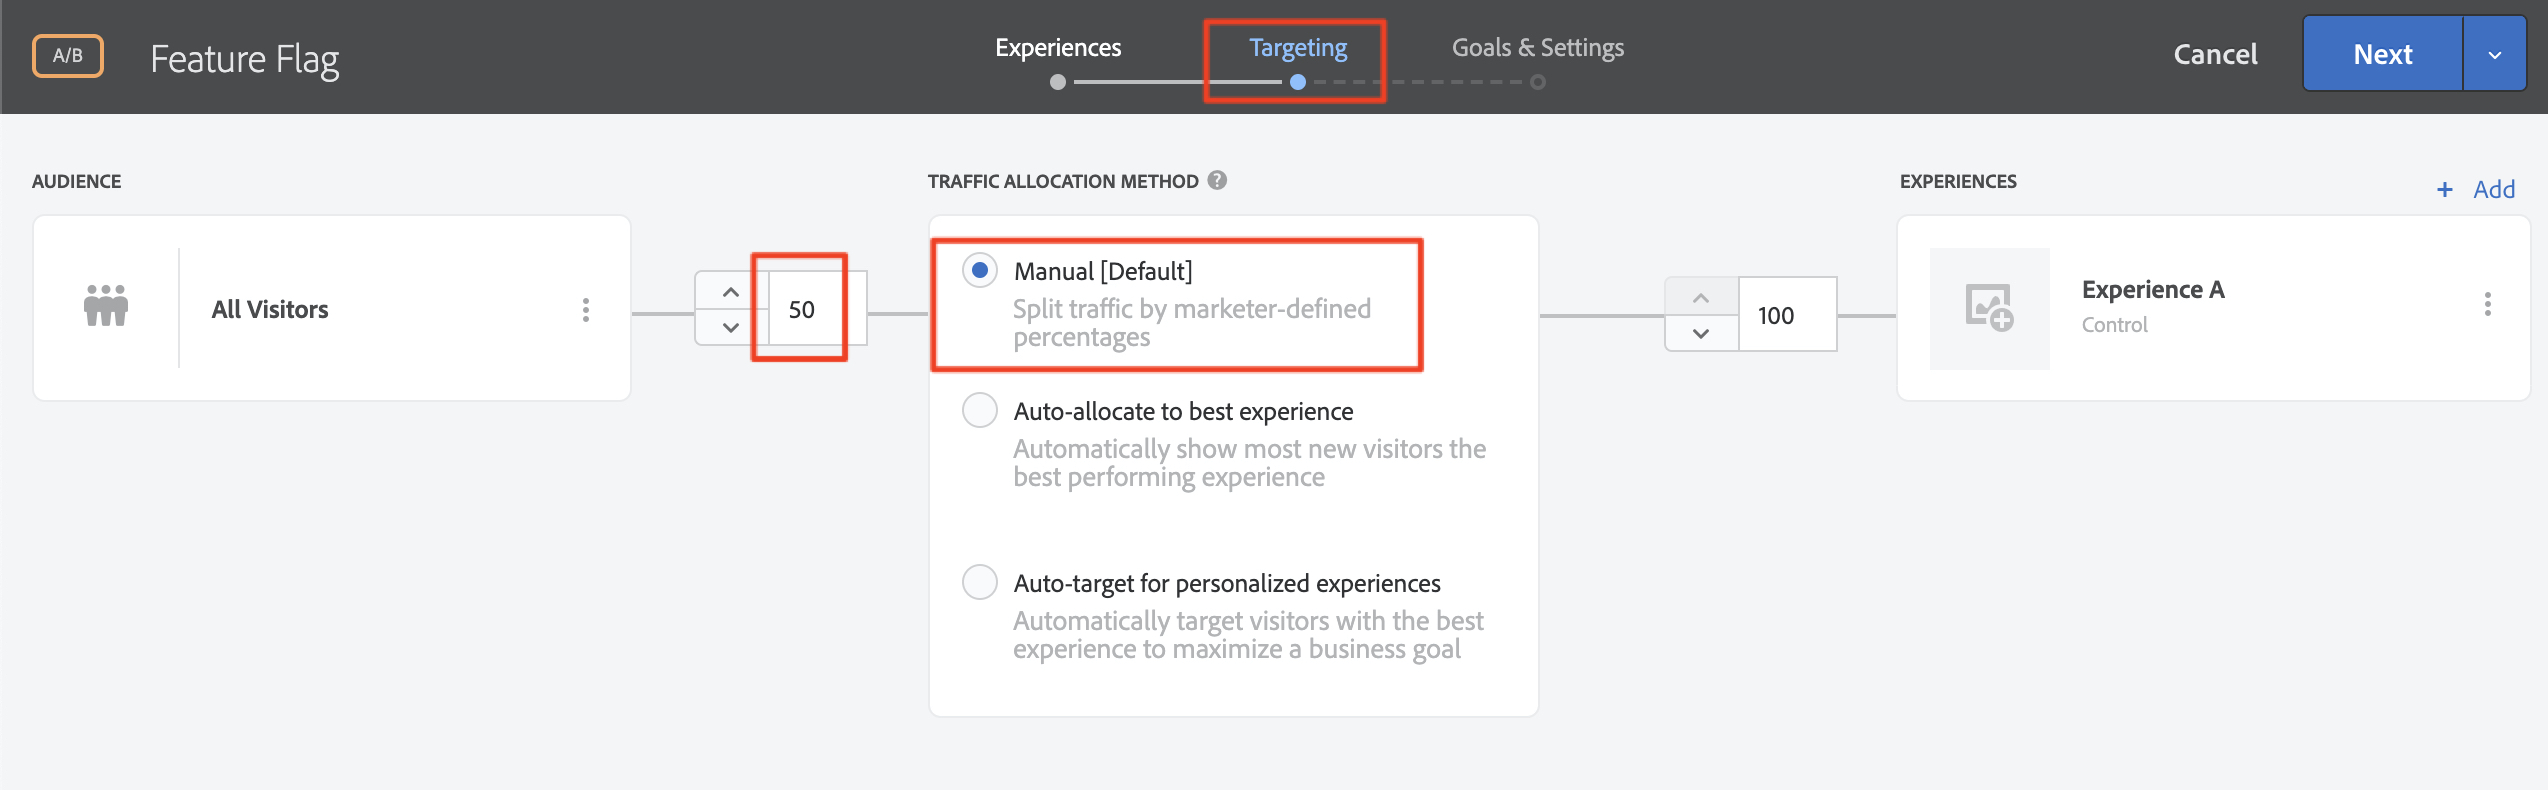 A/B
Feature Flag
Experiences
Targeting
Goals & Settings
Cancel
Next
AUDIENCE
TRAFFIC ALLOCATION METHOD ?
EXPERIENCES
+ Add
All Visitors
50
Manual [Default]
Split traffic by marketer-defined
percentages
100
Experience A
Control
Auto-allocate to best experience
Automatically show most new visitors the
best performing experience
Auto-target for personalized experiences
Automatically target visitors with the best
experience to maximize a business goal